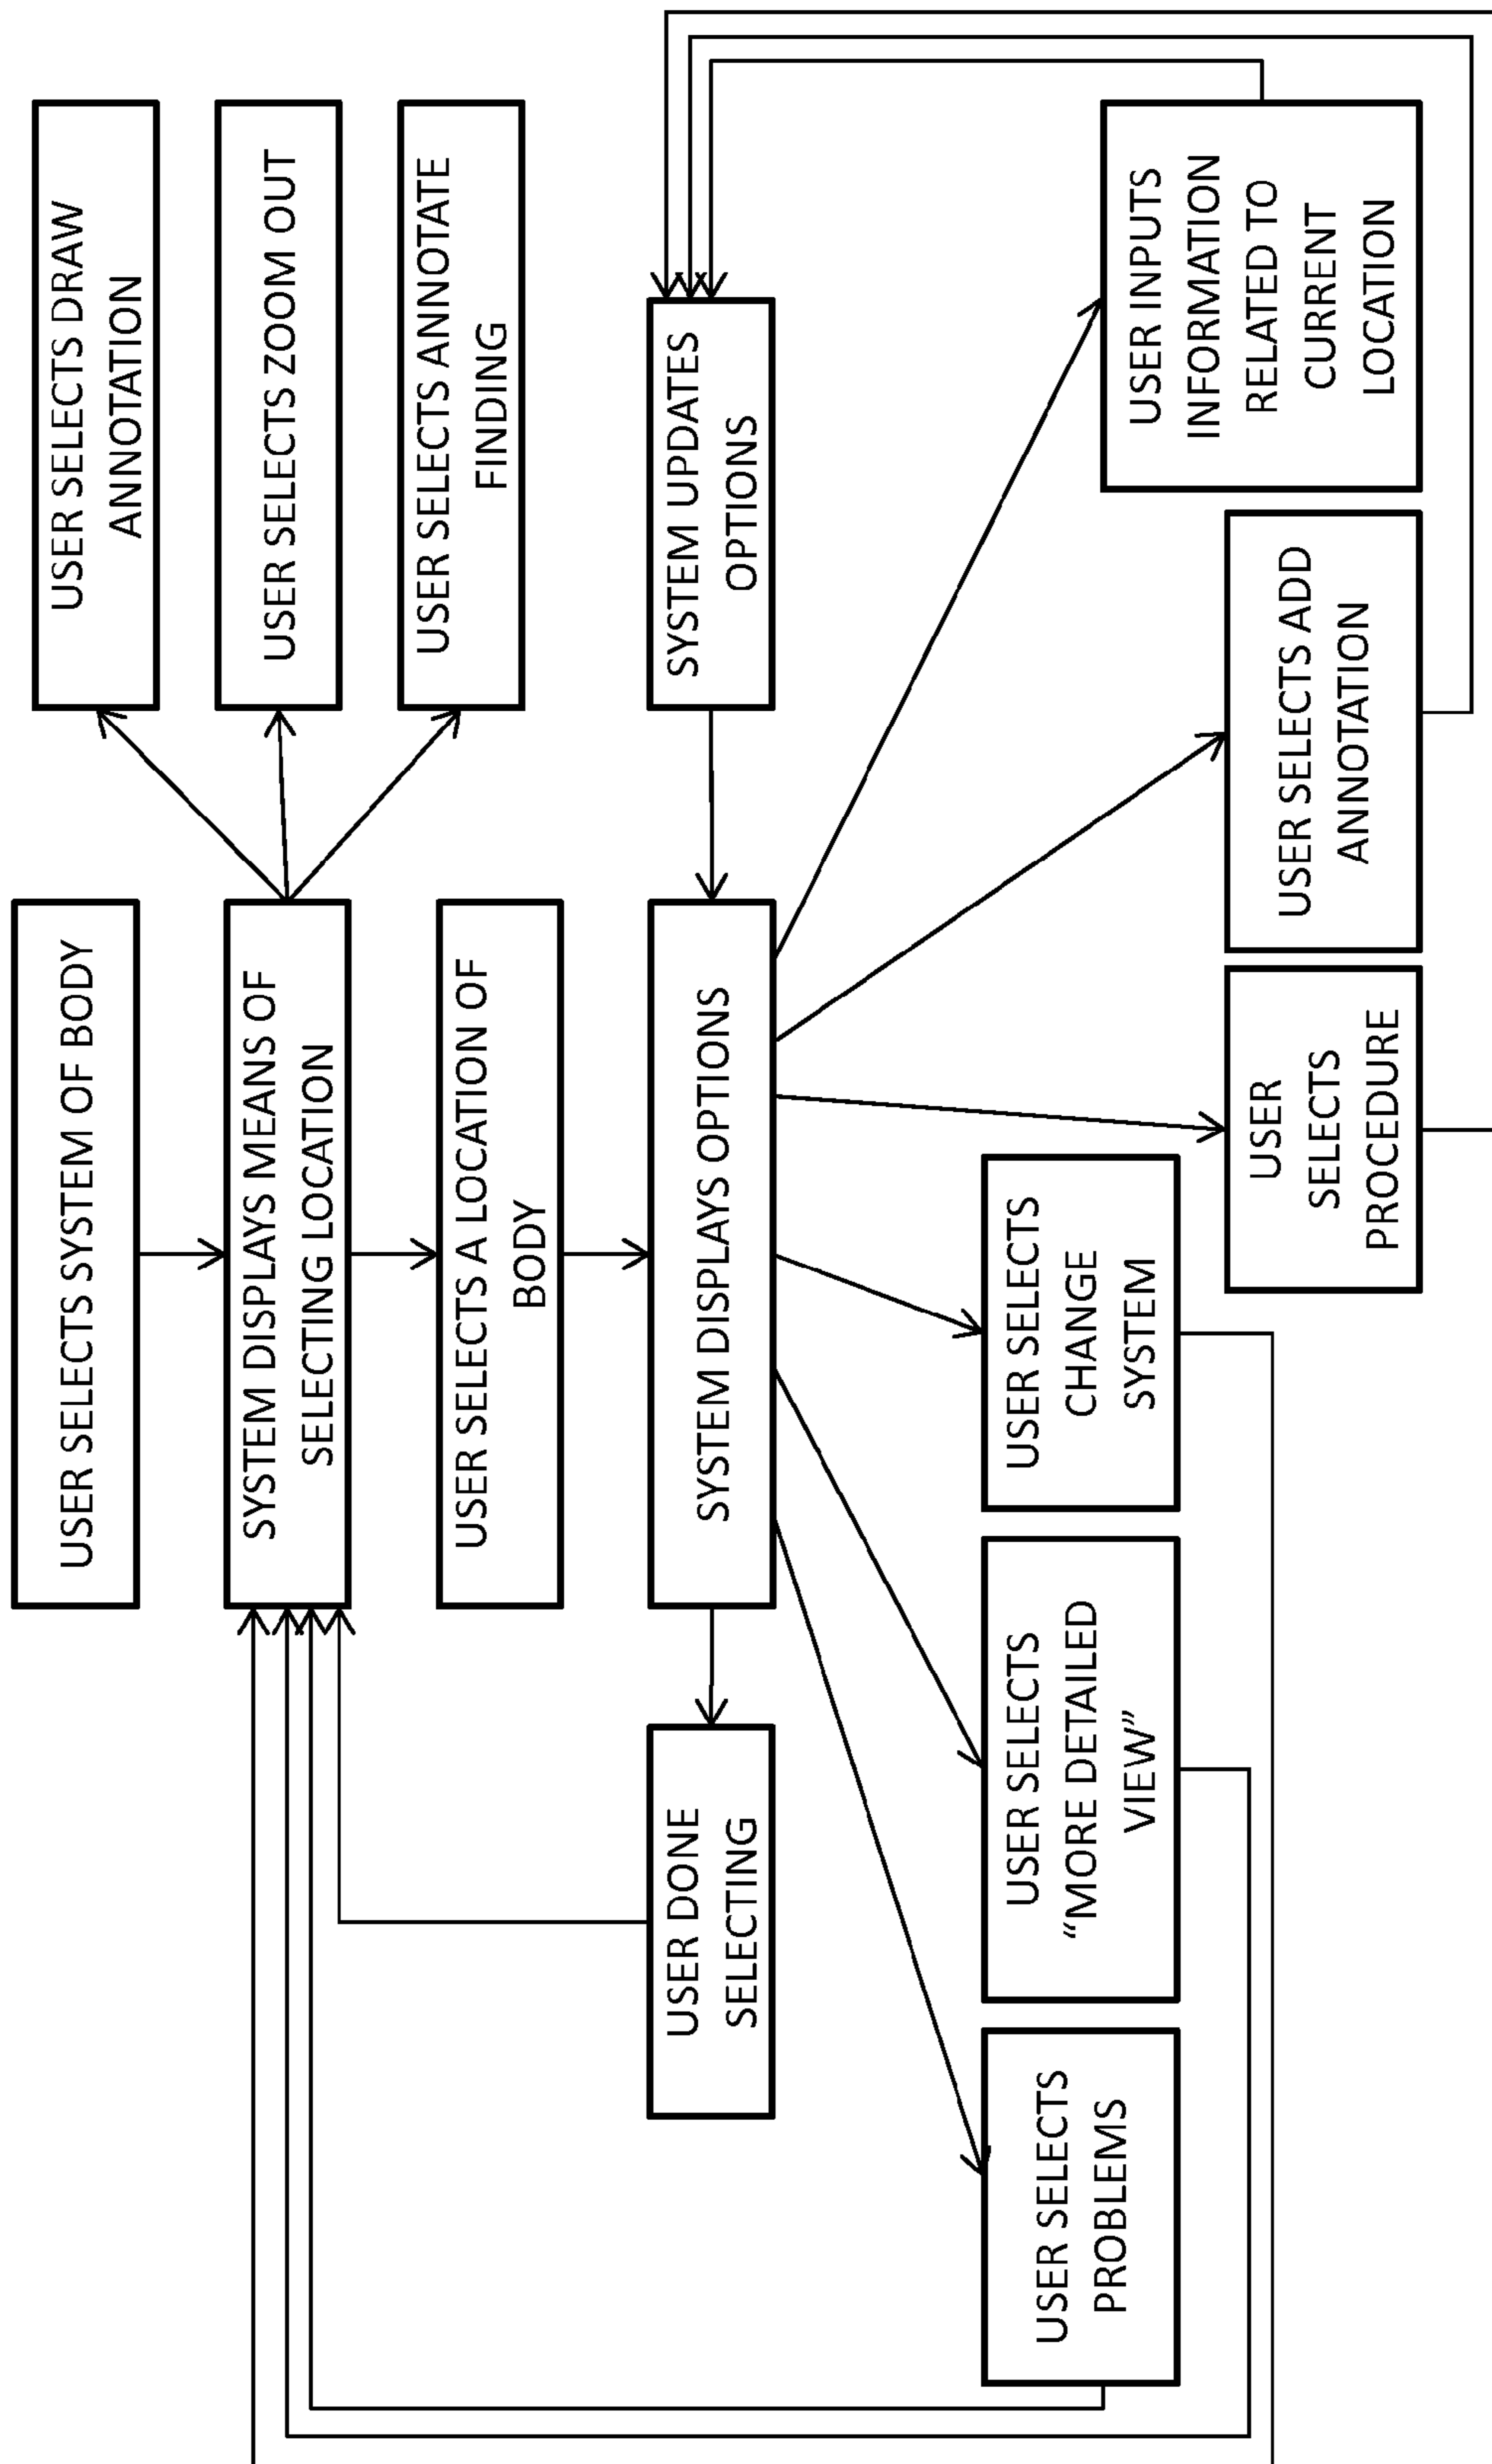 USER SELECTS SYSTEM OF BODY
SYSTEM DISPLAYS MEANS OF
SELECTING LOCATION
USER SELECTS DRAW
ANNOTATION
USER SELECTS ZOOM OUT
USER SELECTS ANNOTATE
FINDING
USER SELECTS A LOCATION OF
BODY
USER DONE
SELECTING
SYSTEM DISPLAYS OPTIONS
SYSTEM UPDATES
OPTIONS
USER SELECTS
PROBLEMS
USER SELECTS
“MORE DETAILED
VIEW”
USER SELECTS
CHANGE
SYSTEM
USER
SELECTS
PROCEDURE
USER SELECTS ADD
ANNOTATION
USER INPUTS
INFORMATION
RELATED TO
CURRENT
LOCATION